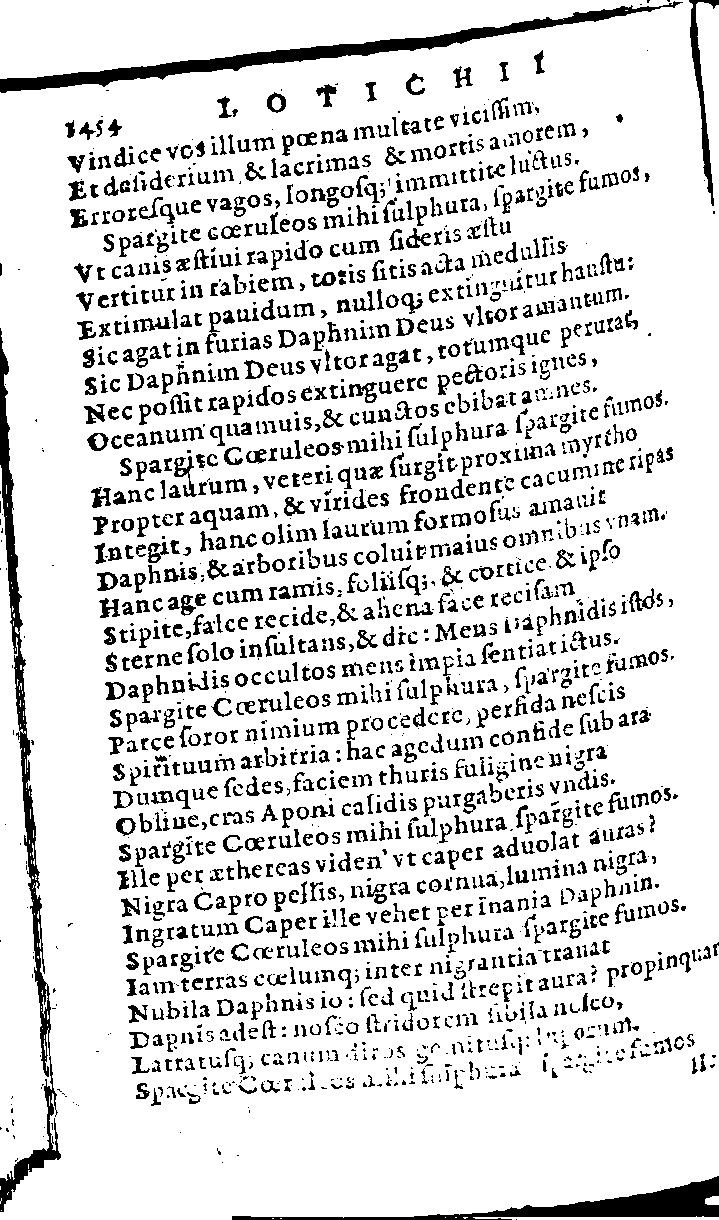 1454 LOTICHII
Vindice vos illum pœna multate viciſſim,
Et deſiderium, & lacrimas & mortis amorem,
Erroreſque vagos, longoſq; immittite luctus.
Spargite cœruleos mihi ſulphura, ſpargite fumos,
Vt canis æſtiui rapido cum ſideris æſtu
Vertitur in rabiem, totis ſitis acta medullis
Extimulat pauidum, nulloq; extinguitur hauſtu:
Sic agat in furias Daphnim Deus vltor amantum.
Sic Daphnim Deus vltor agat, totumque perurat,
Nec poſſit rapidos extinguere pectoris ignes,
Oceanum quamuis, & cunctos ebibat amnes.
Spargite Cœruleos mihi ſulphura ſpargite fumos.
Hanc laurum, veteri quæ ſurgit proxima myrtho
Propter aquam, & virides frondente cacumine ripas
Integit, hanc olim laurum formoſus amauit
Daphnis, & arboribus coluit maius omnibus vnam.
Hanc age cum ramis, foliiſq;, & cortice & ipſo
Stipite, falce recide, & ahena face reciſam
Sterne ſolo inſultans, & dic: Mens Daphnidis iſtos,
Daphnidis occultos mens impia ſentiat ictus.
Spargite Cœruleos mihi ſulphura, ſpargite fumos.
Parce ſoror nimium procedere, perfida neſcis
Spirituum arbitria: hac agedum conſide ſub ara
Dumque ſedes, faciem thuris fuligine nigra
Obline, cras Aponi calidis purgaberis vndis.
Spargite Cœruleos mihi ſulphura ſpargite fumos.
Ille per æthereas viden' vt caper aduolat auras?
Nigra Capro pellis, nigra cornua, lumina nigra,
Ingratum Caper ille vehet per inania Daphnin.
Spargite Cœruleos mihi ſulphura ſpargite fumos.
Iam terras cœlumq; inter nigrantia tranat
Nubila Daphnis io: ſed quid ſtrepit aura? propinquar
Dapnis adeſt: noſco ſtridorem ſibila noſco,
Latratuſq; canum diros gemituſq; luporum.
Spargite Cœruleos mihi ſulphura ſpargite fumos